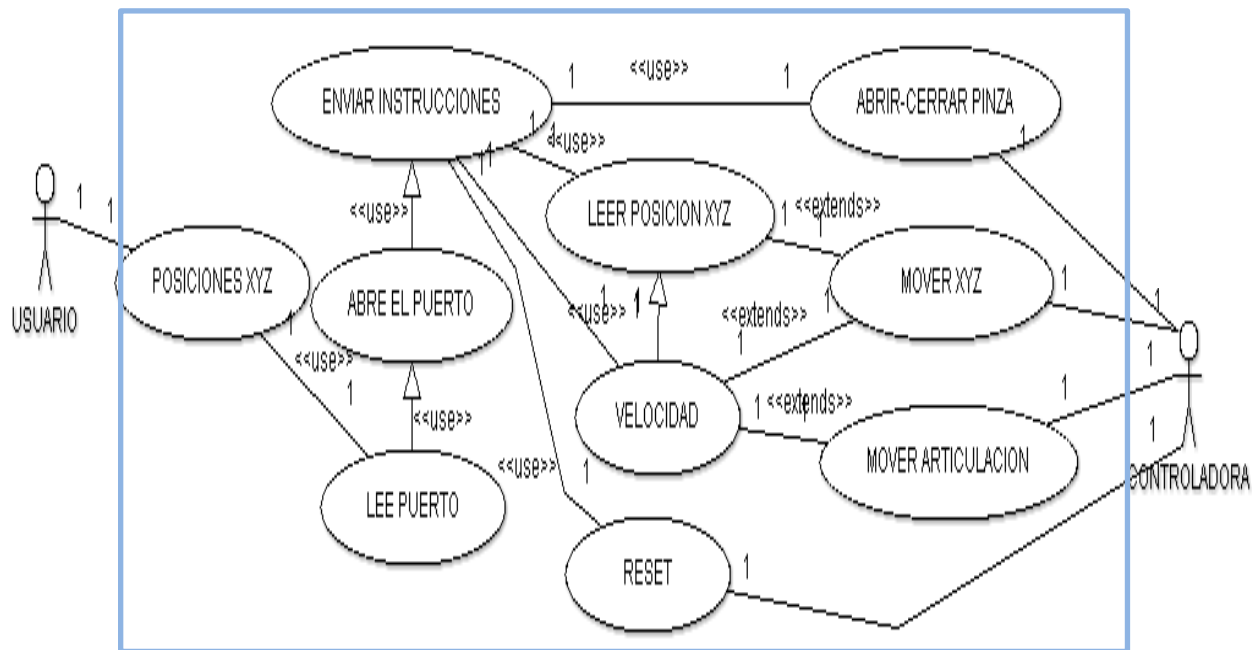 ENVIAR INSTRUCCIONES
1
<<use>>
1
ABRIR-CERRAR PINZA
1
1
1
<<use>>
1
1
1
1
<<use>>
LEER POSICION XYZ
1
<<extends>>
1
USUARIO
POSICIONES XYZ
ABRE EL PUERTO
MOVER XYZ
1
1
1
<<use>>
1
<<use>>
1
1
<<extends>>
1
1
1
CONTROLADORA
1
<<use>>
VELOCIDAD
1
<<extends>>
1
1
1
LEE PUERTO
<<use>>
1
MOVER ARTICULACION
RESET
1